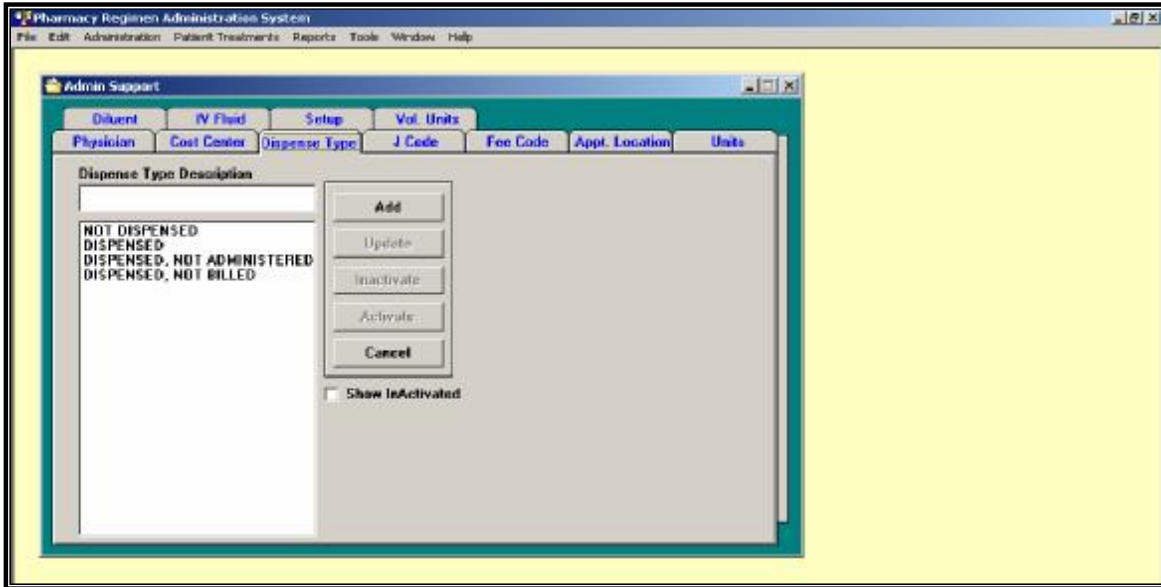 Pharmacy Regimen Administration System
File Edit Administration Patient Treatments Reports Tools Window Help
Admin Support
Diluent IV Fluid Setup Vol. Units
Physician Cost Center Dispense Type J Code Fee Code Appt. Location Units
Dispense Type Description
Add
NOT DISPENSED
DISPENSED
DISPENSED, NOT ADMINISTERED
DISPENSED, NOT BILLED
Update
Inactivate
Activate
Cancel
Show InActivated